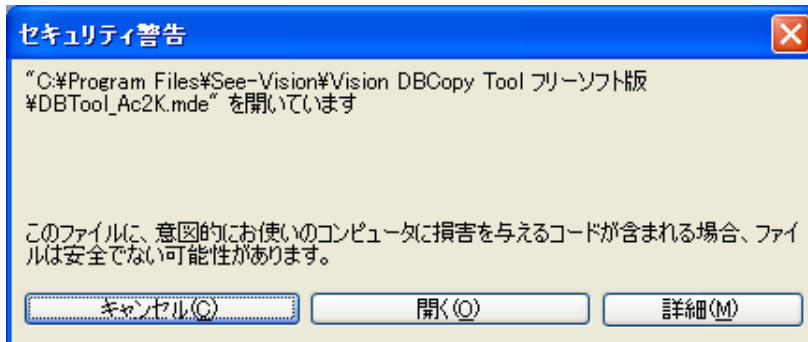 セキュリティ警告
"C:¥Program Files¥See-Vision¥Vision DBCopy Tool フリーソフト版
¥DBTool_Ac2K.mde" を開いています
このファイルに、意図的にお使いのコンピュータに損害を与えるコードが含まれる場合、ファイ
ルは安全でない可能性があります。
キャンセル(C) 開く(O) 詳細(M)